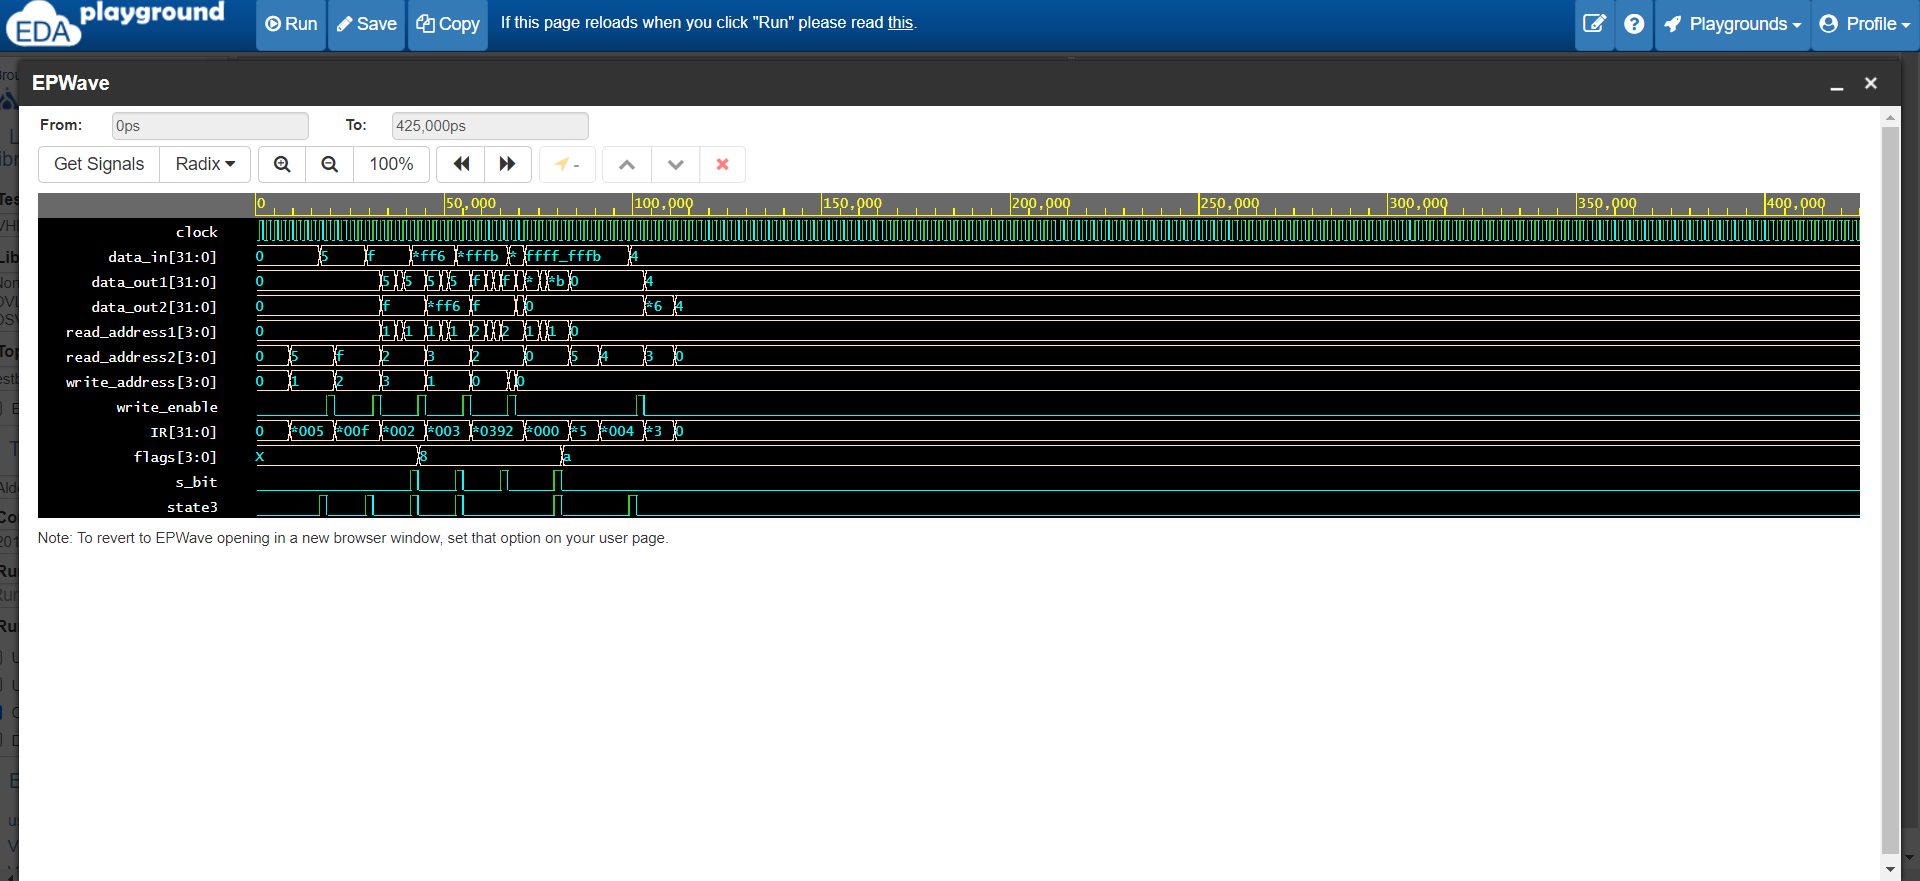 EDA playground
Run Save Copy If this page reloads when you click "Run" please read this. ? Playgrounds Profile
EPWave
From: 0ps To: 425,000ps
Get Signals Radix 100% -
0 50,000 100,000 150,000 200,000 250,000 300,000 350,000 400,000
clock
data_in[31:0] 0 5 f *ff6 *fffb * ffff_fffb 4
data_out1[31:0] 0 5 5 5 5 f f * *b 0 4
data_out2[31:0] 0 f *ff6 f 0 *6 4
read_address1[3:0] 0 1 1 1 1 2 2 1 1 0
read_address2[3:0] 0 5 f 2 3 2 0 5 4 3 0
write_address[3:0] 0 1 2 3 1 0 0
write_enable
IR[31:0] 0 *005 *00f *002 *003 *0392 *000 *5 *004 *3 0
flags[3:0] X 8 a
s_bit
state3
Note: To revert to EPWave opening in a new browser window, set that option on your user page.